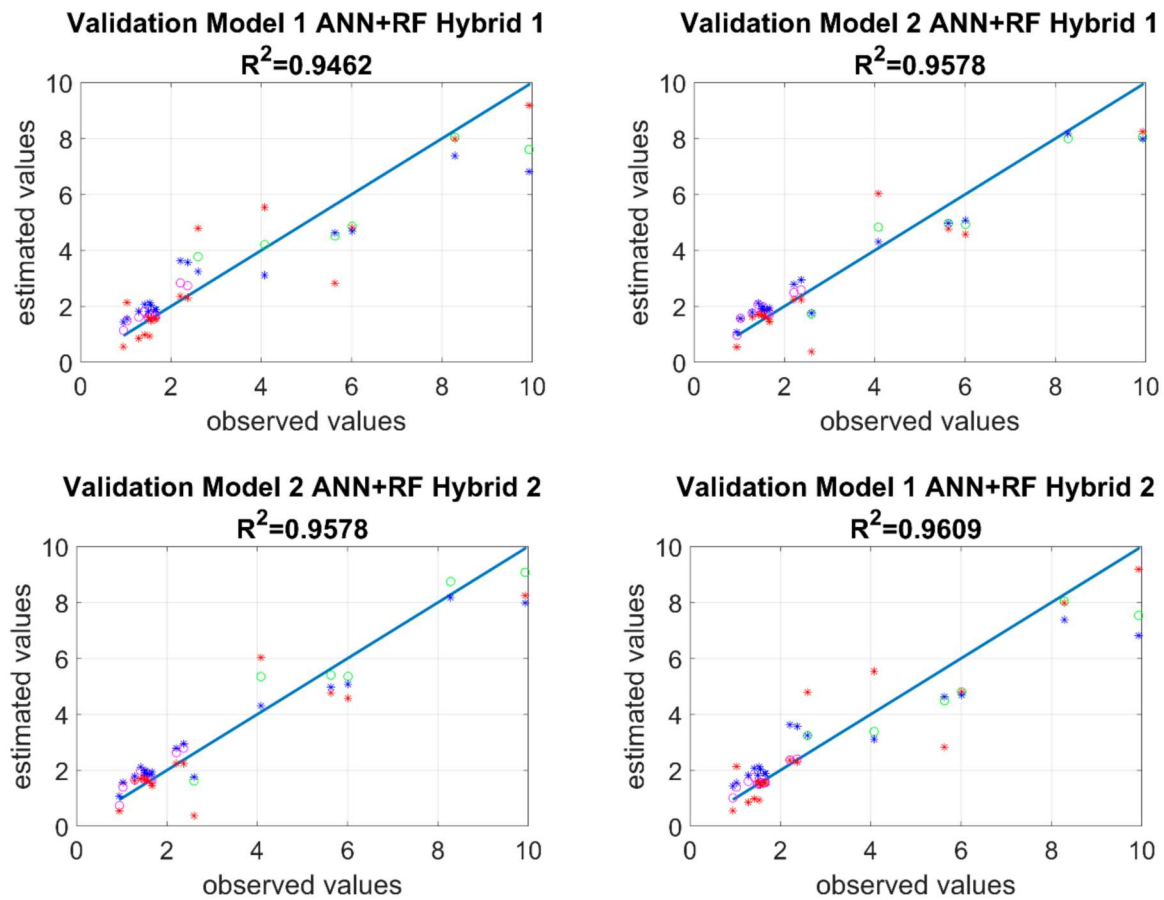 Validation Model 1 ANN+RF Hybrid 1
R²=0.9462
10
8
6
4
2
0
estimated values
0 2 4 6 8 10
observed values
Validation Model 2 ANN+RF Hybrid 1
R²=0.9578
10
8
6
4
2
0
estimated values
0 2 4 6 8 10
observed values
Validation Model 2 ANN+RF Hybrid 2
R²=0.9578
10
8
6
4
2
0
estimated values
0 2 4 6 8 10
observed values
Validation Model 1 ANN+RF Hybrid 2
R²=0.9609
10
8
6
4
2
0
estimated values
0 2 4 6 8 10
observed values